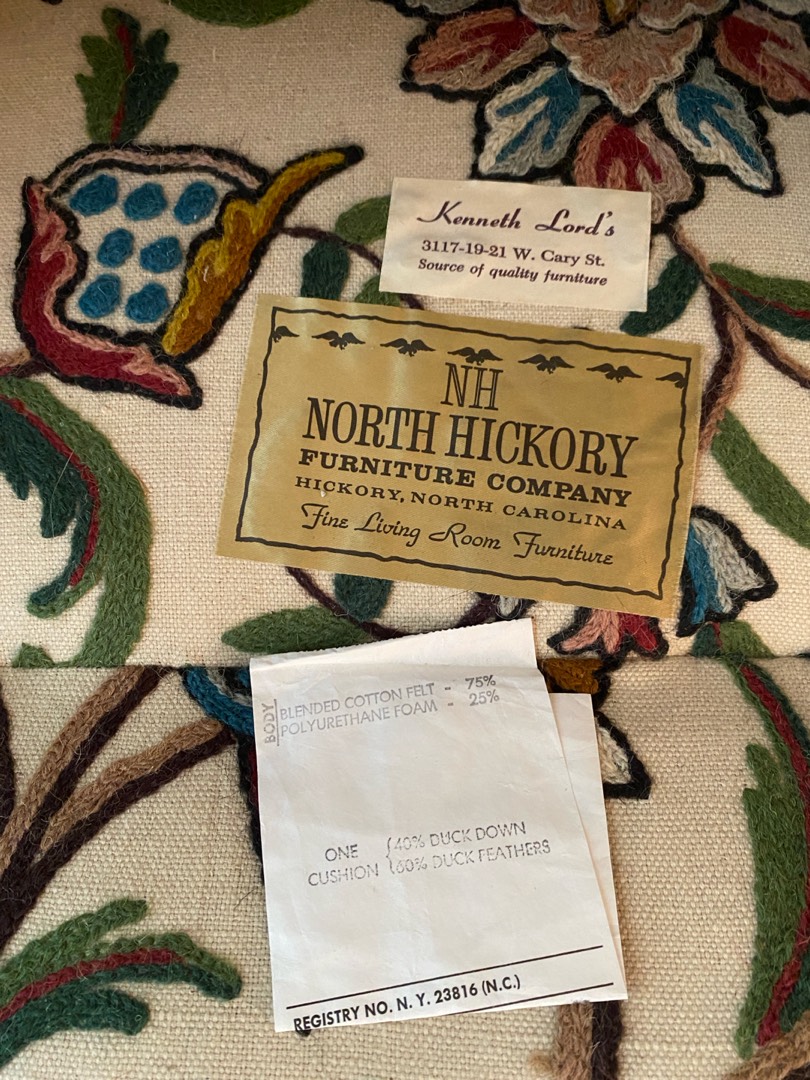 Kenneth Lord's
3117-19-21 W. Cary St.
Source of quality furniture
NH
NORTH HICKORY
FURNITURE COMPANY
HICKORY, NORTH CAROLINA
Fine Living Room Furniture
BODY
BLENDED COTTON FELT - 75%
POLYURETHANE FOAM - 25%
ONE {40% DUCK DOWN
CUSHION {60% DUCK FEATHERS
REGISTRY NO. N. Y. 23816 (N.C.)